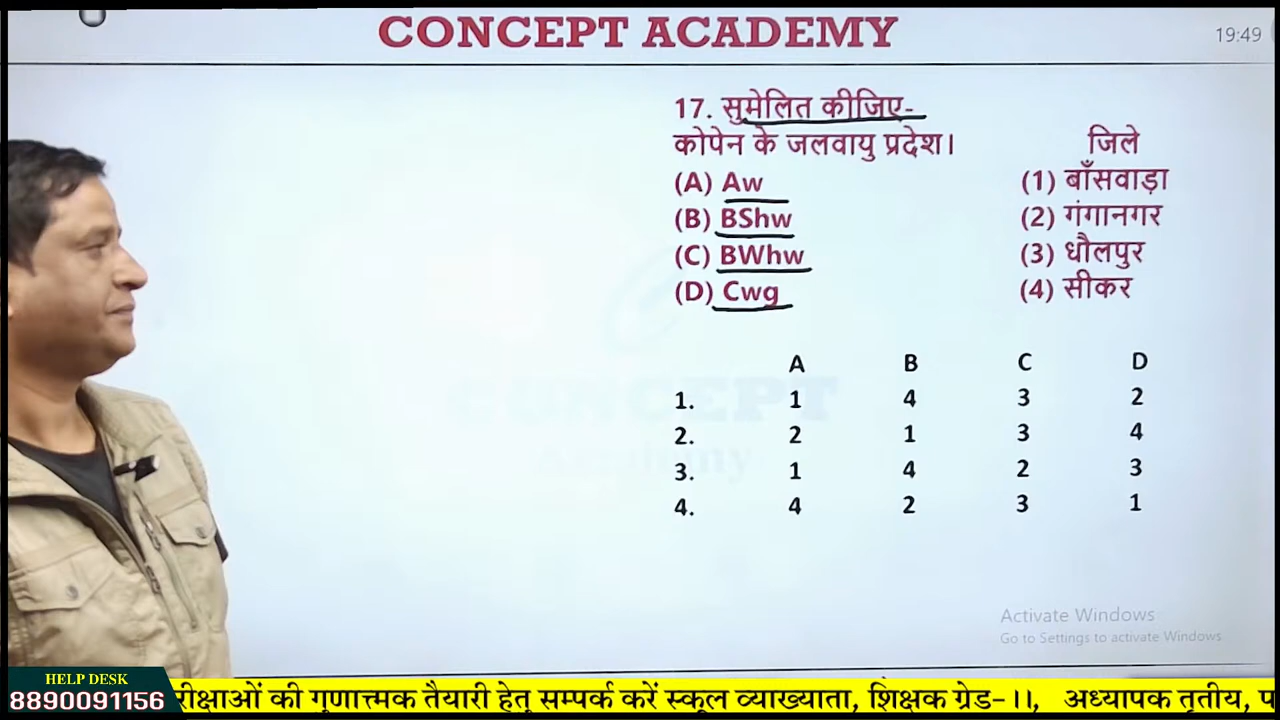 CONCEPT ACADEMY
19:49
17. सुमेलित कीजिए-
कोपेन के जलवायु प्रदेश। जिले
(A) Aw (1) बाँसवाड़ा
(B) BShw (2) गंगानगर
(C) BWhw (3) धौलपुर
(D) Cwg (4) सीकर
A B C D
1. 1 4 3 2
2. 2 1 3 4
3. 1 4 2 3
4. 4 2 3 1
CONCEPT
Academy
Activate Windows
Go to Settings to activate Windows
HELP DESK
8890091156
रीक्षाओं की गुणात्त्मक तैयारी हेतु सम्पर्क करें स्कूल व्याख्याता, शिक्षक ग्रेड-।।, अध्यापक तृतीय, प